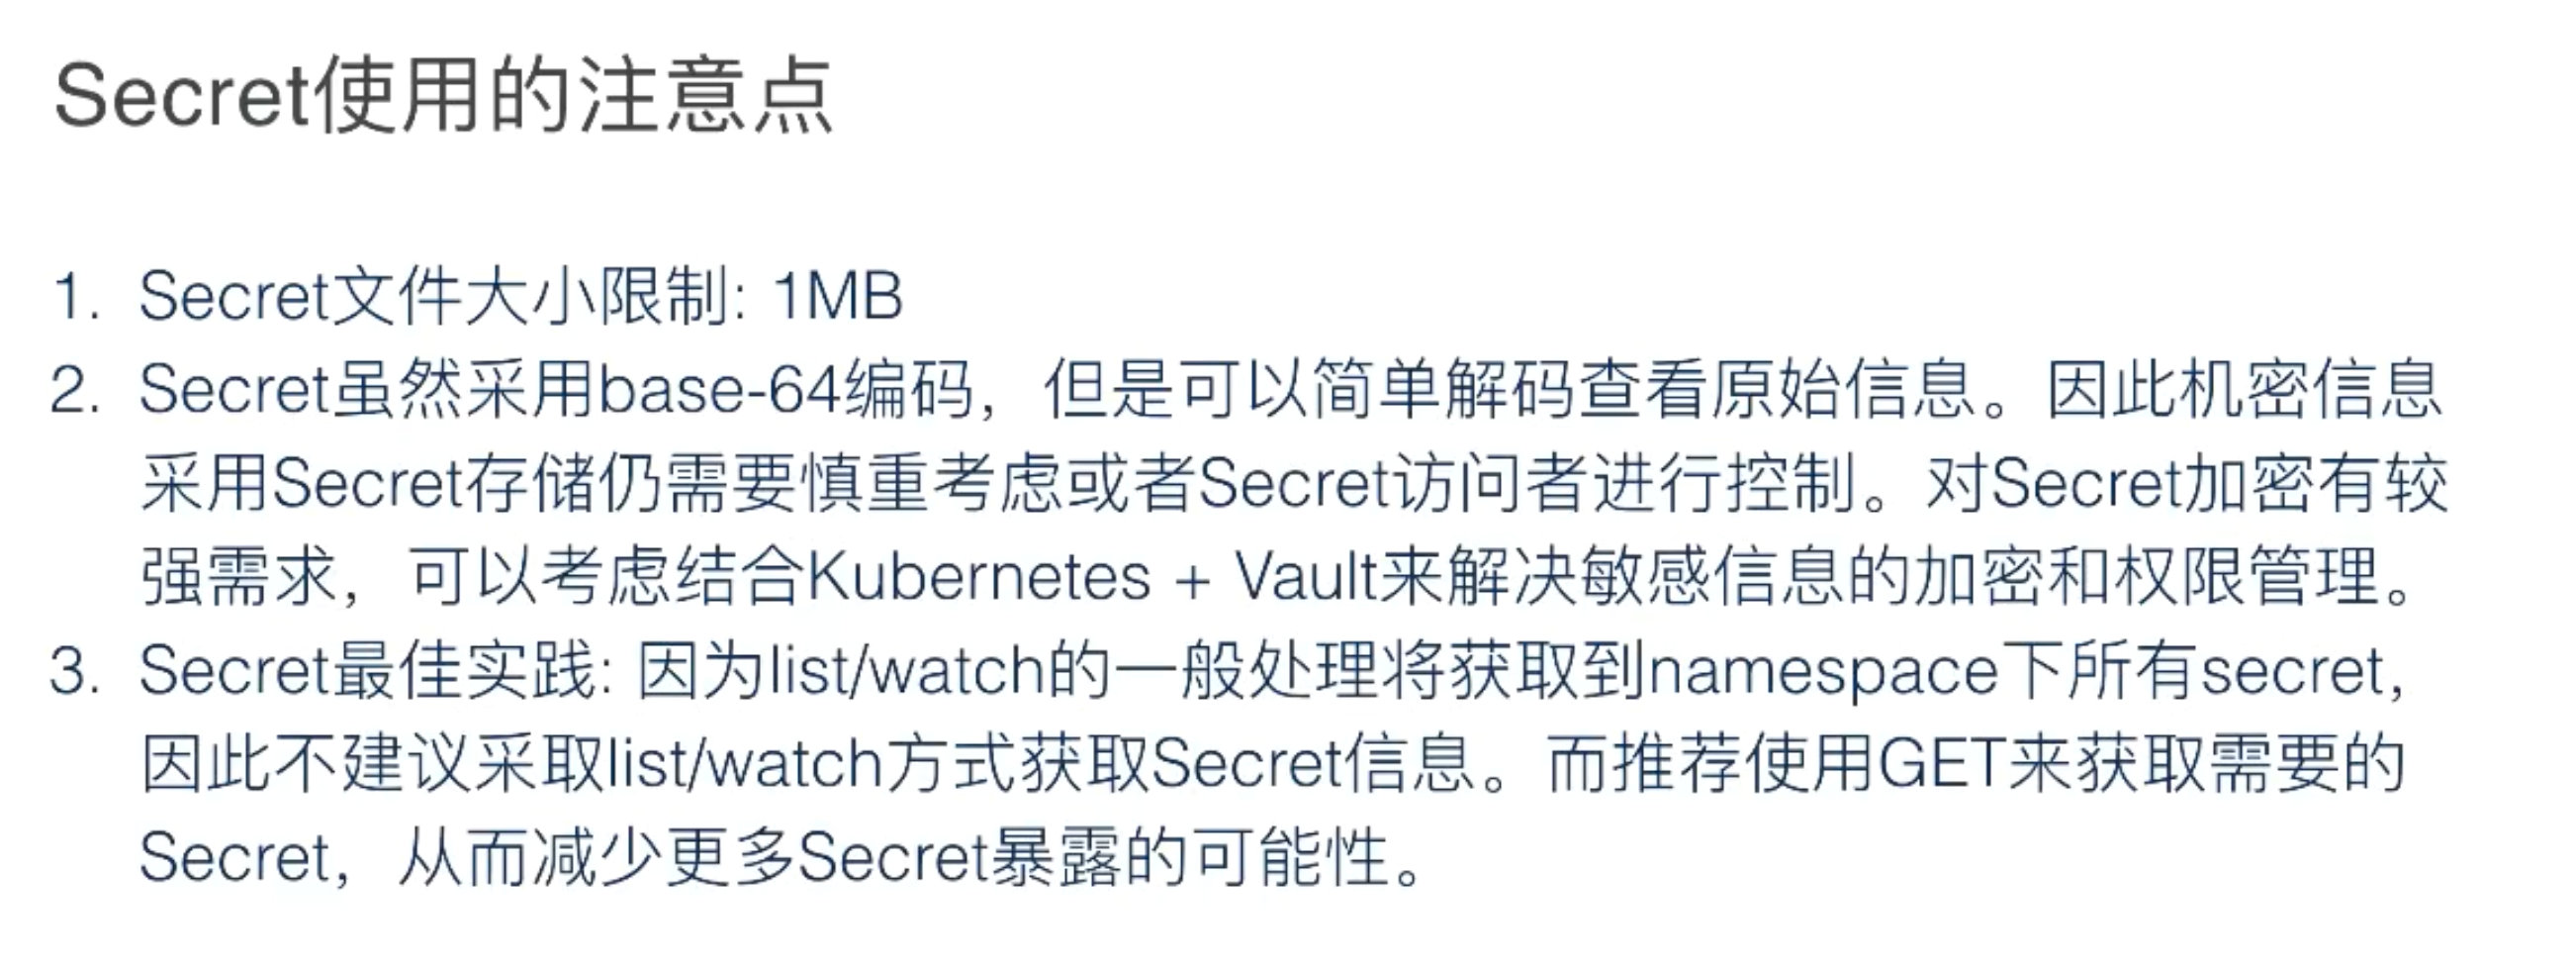 Secret使用的注意点
1. Secret文件大小限制: 1MB
2. Secret虽然采用base-64编码，但是可以简单解码查看原始信息。因此机密信息
采用Secret存储仍需要慎重考虑或者Secret访问者进行控制。对Secret加密有较
强需求，可以考虑结合Kubernetes + Vault来解决敏感信息的加密和权限管理。
3. Secret最佳实践: 因为list/watch的一般处理将获取到namespace下所有secret,
因此不建议采取list/watch方式获取Secret信息。而推荐使用GET来获取需要的
Secret，从而减少更多Secret暴露的可能性。